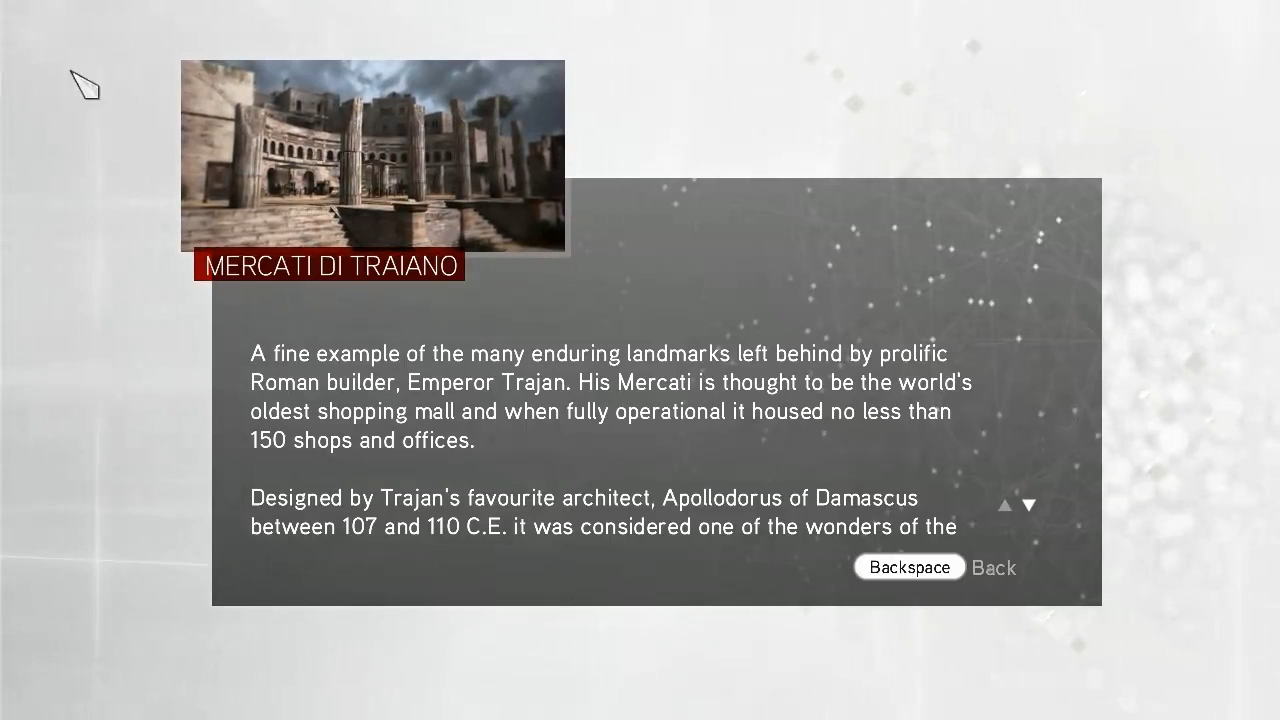 MERCATI DI TRAIANO
A fine example of the many enduring landmarks left behind by prolific
Roman builder, Emperor Trajan. His Mercati is thought to be the world's
oldest shopping mall and when fully operational it housed no less than
150 shops and offices.
Designed by Trajan's favourite architect, Apollodorus of Damascus
between 107 and 110 C.E. it was considered one of the wonders of the
Backspace Back